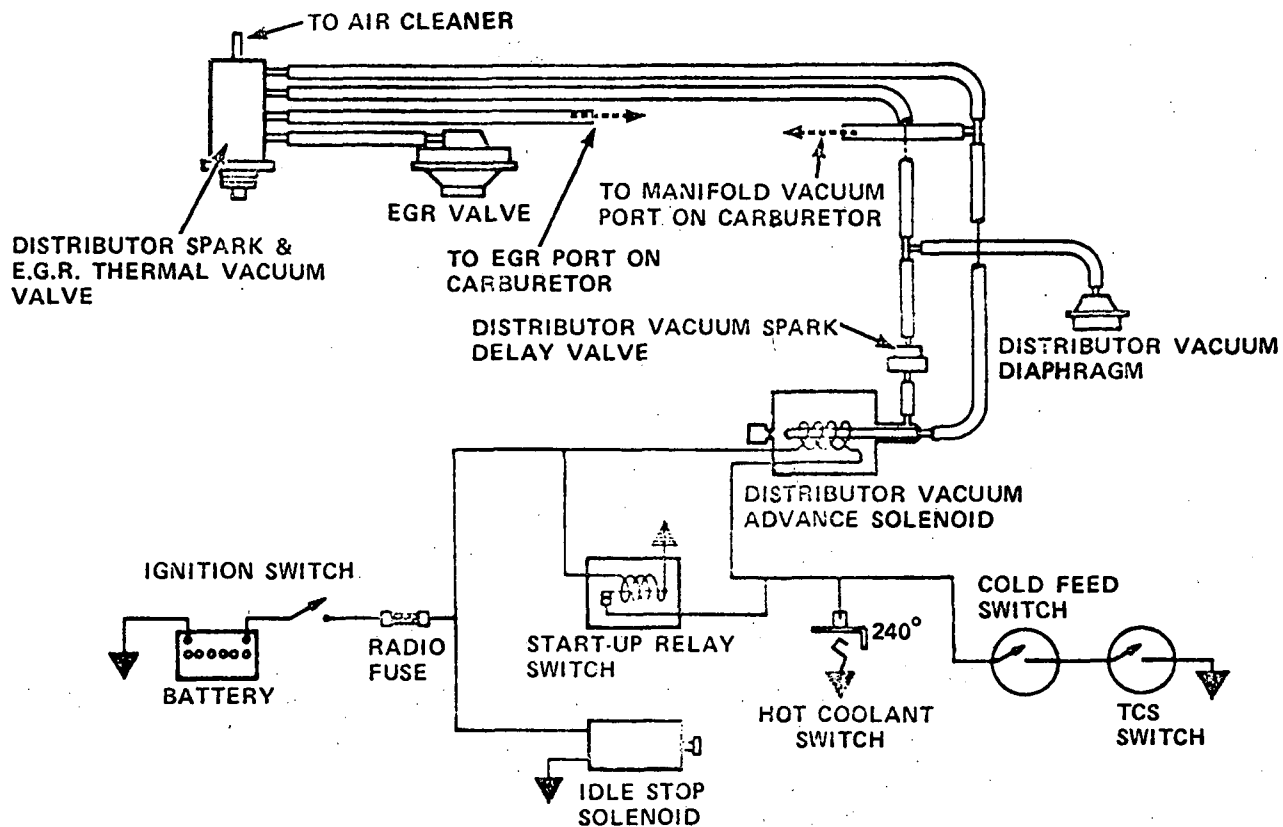 TO AIR CLEANER
EGR VALVE
TO MANIFOLD VACUUM
PORT ON CARBURETOR
DISTRIBUTOR SPARK &
E.G.R. THERMAL VACUUM
VALVE
TO EGR PORT ON
CARBURETOR
DISTRIBUTOR VACUUM SPARK
DELAY VALVE
DISTRIBUTOR VACUUM
DIAPHRAGM
DISTRIBUTOR VACUUM
ADVANCE SOLENOID
IGNITION SWITCH
COLD FEED
SWITCH
RADIO
FUSE
START-UP RELAY
SWITCH
240°
BATTERY
HOT COOLANT
SWITCH
TCS
SWITCH
IDLE STOP
SOLENOID